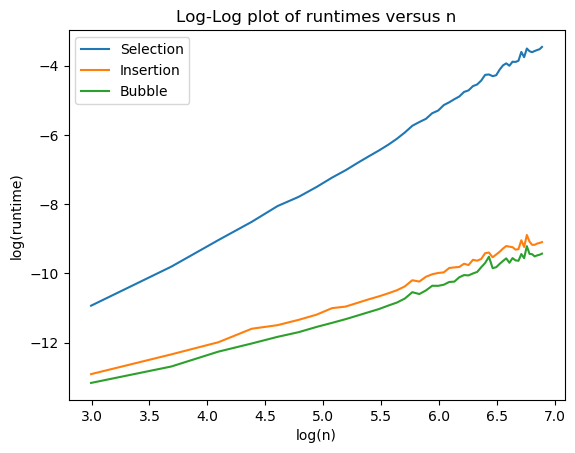 Log-Log plot of runtimes versus n
Selection
Insertion
Bubble
−4
−6
−8
−10
−12
log(runtime)
3.0 3.5 4.0 4.5 5.0 5.5 6.0 6.5 7.0
log(n)